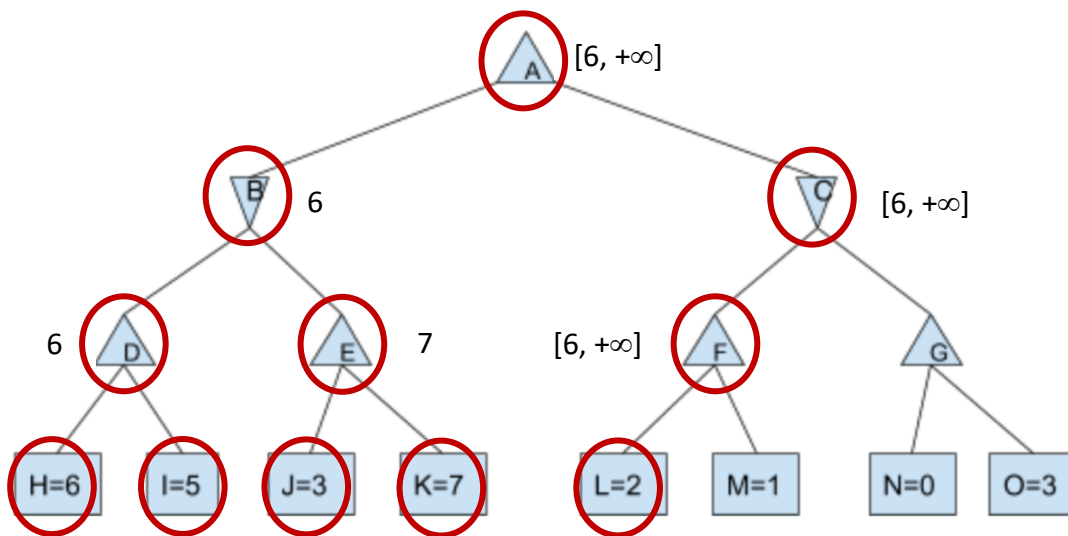 A [6, +∞]
B 6 C [6, +∞]
6 D E 7 [6, +∞] F G
H=6 I=5 J=3 K=7 L=2 M=1 N=0 O=3